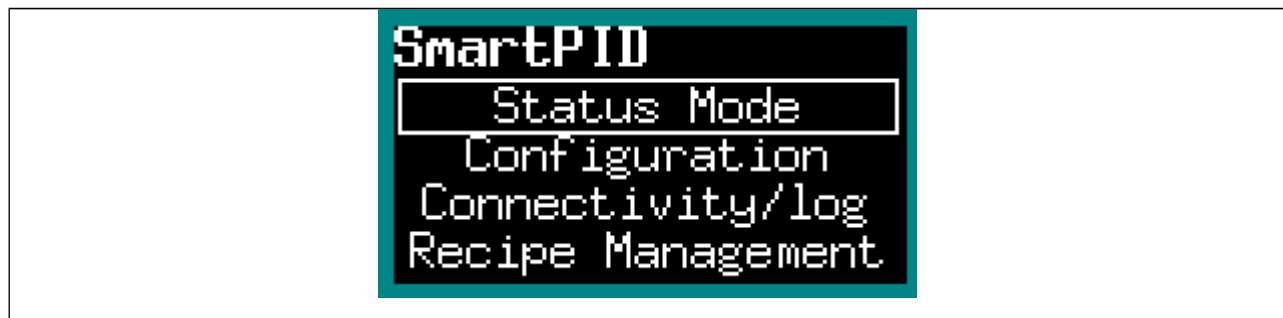 SmartPID
Status Mode
Configuration
Connectivity/log
Recipe Management